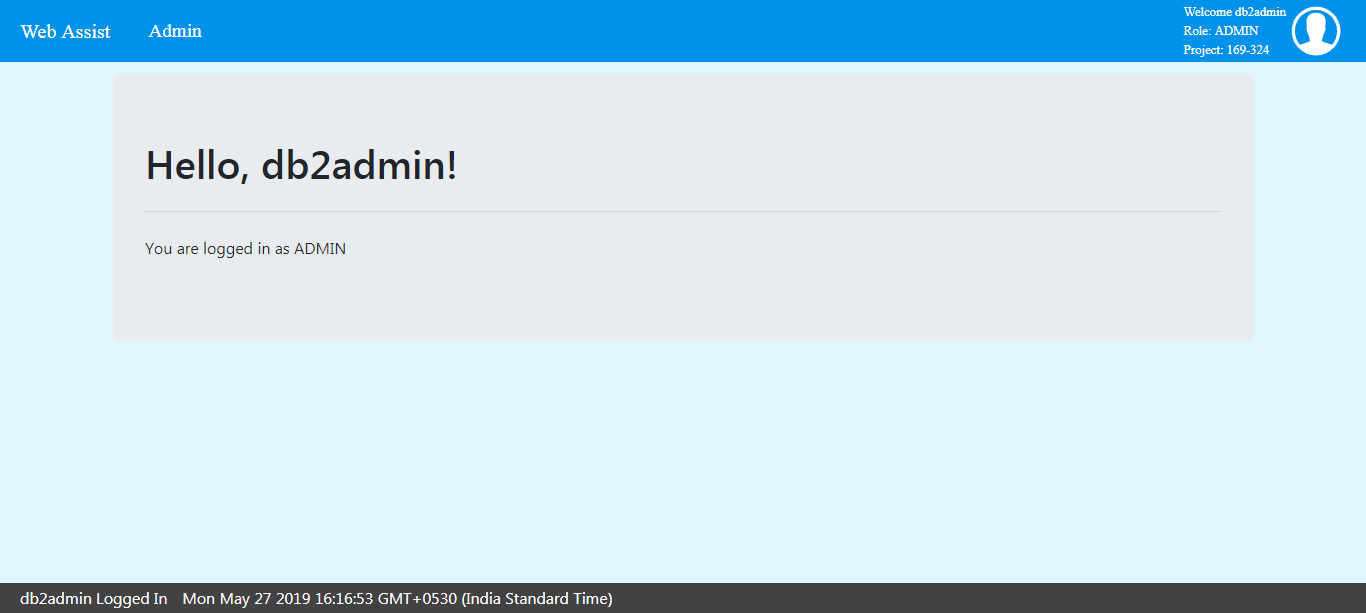 Web Assist Admin
Welcome db2admin
Role: ADMIN
Project: 169-324
Hello, db2admin!
You are logged in as ADMIN
db2admin Logged In Mon May 27 2019 16:16:53 GMT+0530 (India Standard Time)